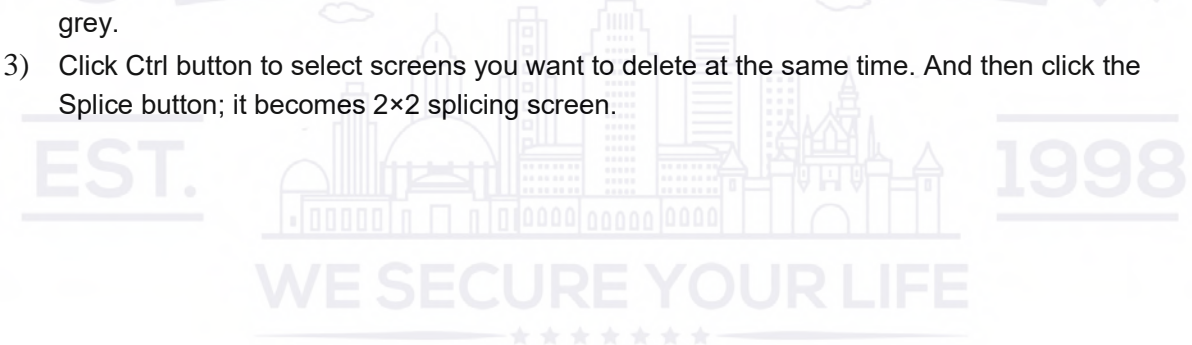 grey.
3) Click Ctrl button to select screens you want to delete at the same time. And then click the
Splice button; it becomes 2×2 splicing screen.
EST.
1998
WE SECURE YOUR LIFE